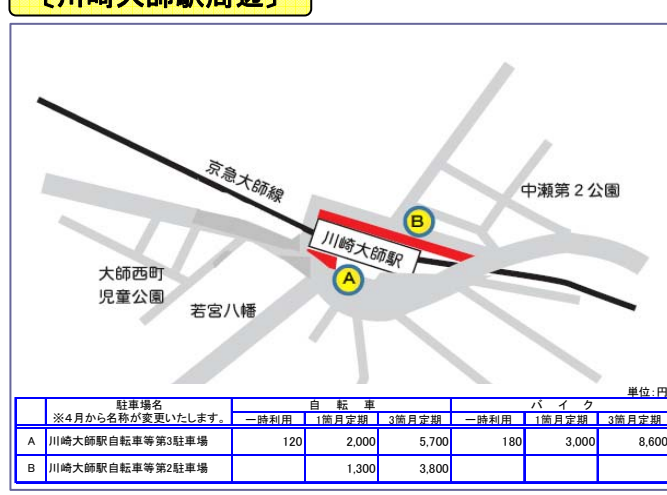 ［川崎大師駅周辺］
京急大師線
中瀬第２公園
B
川崎大師駅
A
大師西町
児童公園
若宮八幡
単位：円
駐車場名 自転車 バイク
※4月から名称が変更いたします。 一時利用 1箇月定期 3箇月定期 一時利用 1箇月定期 3箇月定期
A 川崎大師駅自転車等第3駐車場 120 2,000 5,700 180 3,000 8,600
B 川崎大師駅自転車等第2駐車場 1,300 3,800